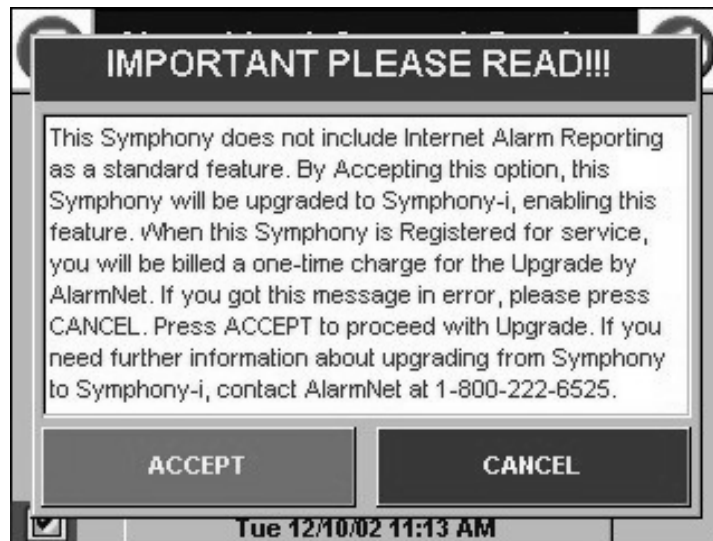 IMPORTANT PLEASE READ!!!
This Symphony does not include Internet Alarm Reporting
as a standard feature. By Accepting this option, this
Symphony will be upgraded to Symphony-i, enabling this
feature. When this Symphony is Registered for service,
you will be billed a one-time charge for the Upgrade by
AlarmNet. If you got this message in error, please press
CANCEL. Press ACCEPT to proceed with Upgrade. If you
need further information about upgrading from Symphony
to Symphony-i, contact AlarmNet at 1-800-222-6525.
ACCEPT
CANCEL
Tue 12/10/02 11:13 AM